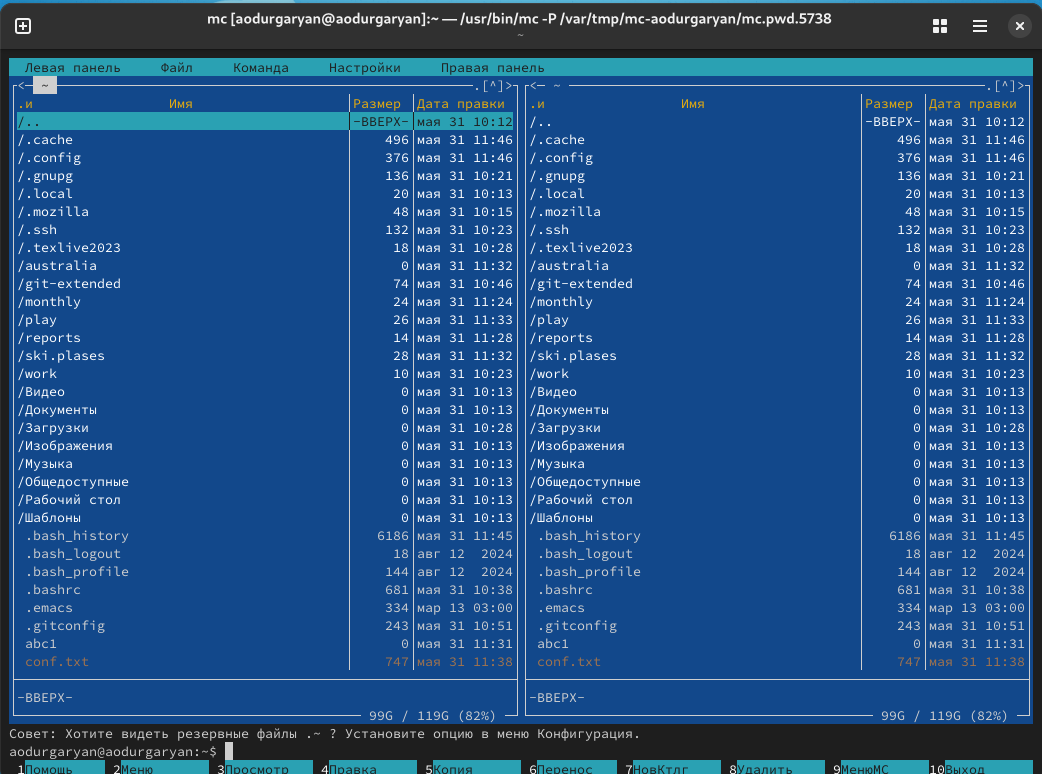 mc [aodurgaryan@aodurgaryan]:~ — /usr/bin/mc -P /var/tmp/mc-aodurgaryan/mc.pwd.5738
~
Левая панель Файл Команда Настройки Правая панель
<─ ~ .[^]> <─ ~ .[^]>
.и Имя Размер Дата правки .и Имя Размер Дата правки
/.. -ВВЕРХ- мая 31 10:12 /.. -ВВЕРХ- мая 31 10:12
/.cache 496 мая 31 11:46 /.cache 496 мая 31 11:46
/.config 376 мая 31 11:46 /.config 376 мая 31 11:46
/.gnupg 136 мая 31 10:21 /.gnupg 136 мая 31 10:21
/.local 20 мая 31 10:13 /.local 20 мая 31 10:13
/.mozilla 48 мая 31 10:15 /.mozilla 48 мая 31 10:15
/.ssh 132 мая 31 10:23 /.ssh 132 мая 31 10:23
/.texlive2023 18 мая 31 10:28 /.texlive2023 18 мая 31 10:28
/australia 0 мая 31 11:32 /australia 0 мая 31 11:32
/git-extended 74 мая 31 10:46 /git-extended 74 мая 31 10:46
/monthly 24 мая 31 11:24 /monthly 24 мая 31 11:24
/play 26 мая 31 11:33 /play 26 мая 31 11:33
/reports 14 мая 31 11:28 /reports 14 мая 31 11:28
/ski.plases 28 мая 31 11:32 /ski.plases 28 мая 31 11:32
/work 10 мая 31 10:23 /work 10 мая 31 10:23
/Видео 0 мая 31 10:13 /Видео 0 мая 31 10:13
/Документы 0 мая 31 10:13 /Документы 0 мая 31 10:13
/Загрузки 0 мая 31 10:28 /Загрузки 0 мая 31 10:28
/Изображения 0 мая 31 10:13 /Изображения 0 мая 31 10:13
/Музыка 0 мая 31 10:13 /Музыка 0 мая 31 10:13
/Общедоступные 0 мая 31 10:13 /Общедоступные 0 мая 31 10:13
/Рабочий стол 0 мая 31 10:13 /Рабочий стол 0 мая 31 10:13
/Шаблоны 0 мая 31 10:13 /Шаблоны 0 мая 31 10:13
.bash_history 6186 мая 31 11:45 .bash_history 6186 мая 31 11:45
.bash_logout 18 авг 12 2024 .bash_logout 18 авг 12 2024
.bash_profile 144 авг 12 2024 .bash_profile 144 авг 12 2024
.bashrc 681 мая 31 10:38 .bashrc 681 мая 31 10:38
.emacs 334 мар 13 03:00 .emacs 334 мар 13 03:00
.gitconfig 243 мая 31 10:51 .gitconfig 243 мая 31 10:51
abc1 0 мая 31 11:31 abc1 0 мая 31 11:31
conf.txt 747 мая 31 11:38 conf.txt 747 мая 31 11:38
-ВВЕРХ- -ВВЕРХ-
99G / 119G (82%) 99G / 119G (82%)
Совет: Хотите видеть резервные файлы .~ ? Установите опцию в меню Конфигурация.
aodurgaryan@aodurgaryan:~$
1Помощь 2Меню 3Просмотр 4Правка 5Копия 6Перенос 7НовКтлг 8Удалить 9МенюMC 10Выход